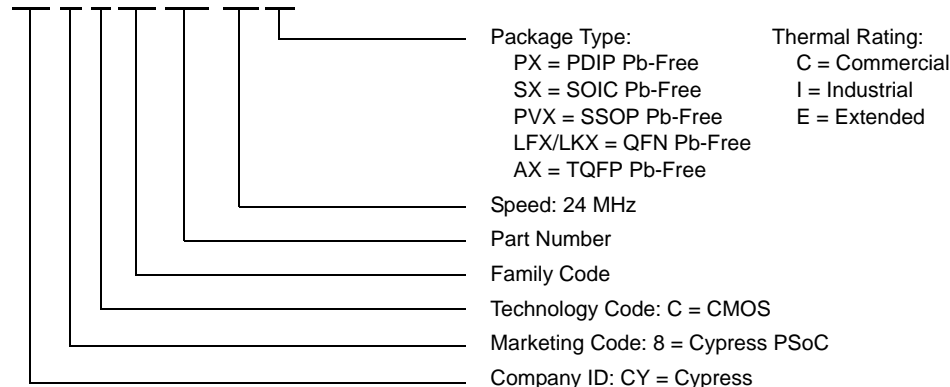 Package Type:
PX = PDIP Pb-Free
SX = SOIC Pb-Free
PVX = SSOP Pb-Free
LFX/LKX = QFN Pb-Free
AX = TQFP Pb-Free
Thermal Rating:
C = Commercial
I = Industrial
E = Extended
Speed: 24 MHz
Part Number
Family Code
Technology Code: C = CMOS
Marketing Code: 8 = Cypress PSoC
Company ID: CY = Cypress